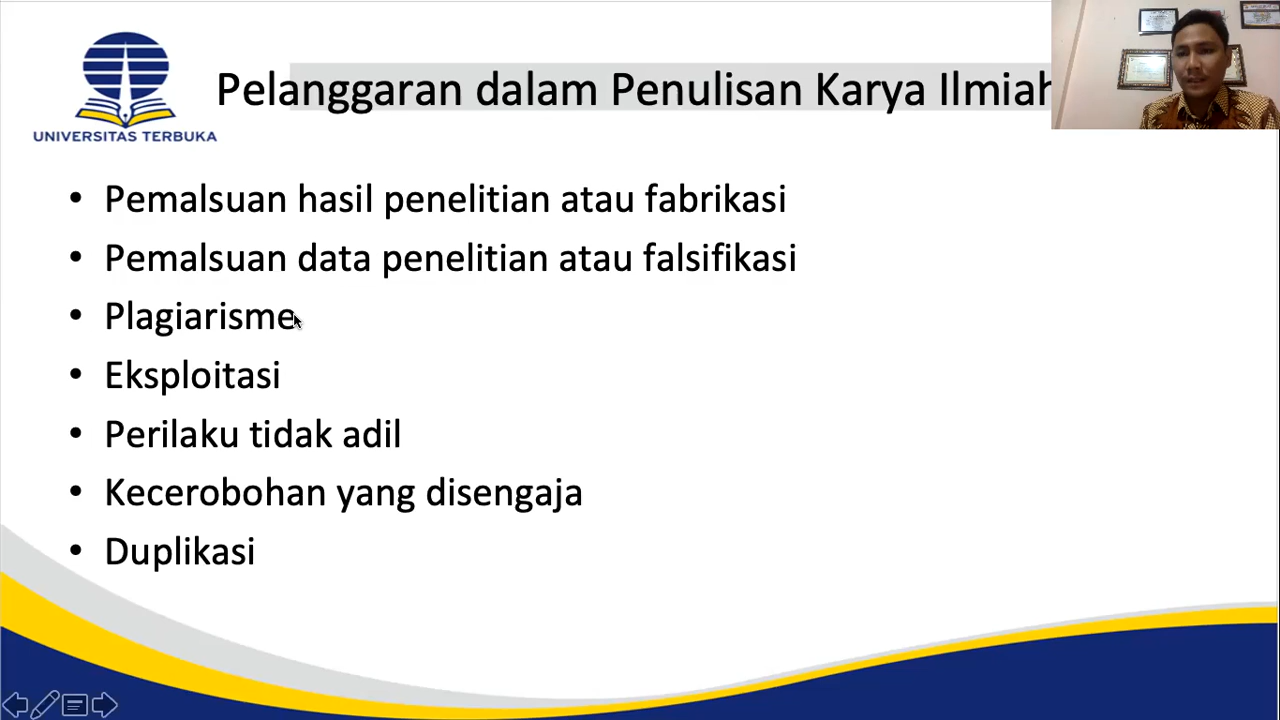 UNIVERSITAS TERBUKA
Pelanggaran dalam Penulisan Karya Ilmiah
• Pemalsuan hasil penelitian atau fabrikasi
• Pemalsuan data penelitian atau falsifikasi
• Plagiarisme
• Eksploitasi
• Perilaku tidak adil
• Kecerobohan yang disengaja
• Duplikasi